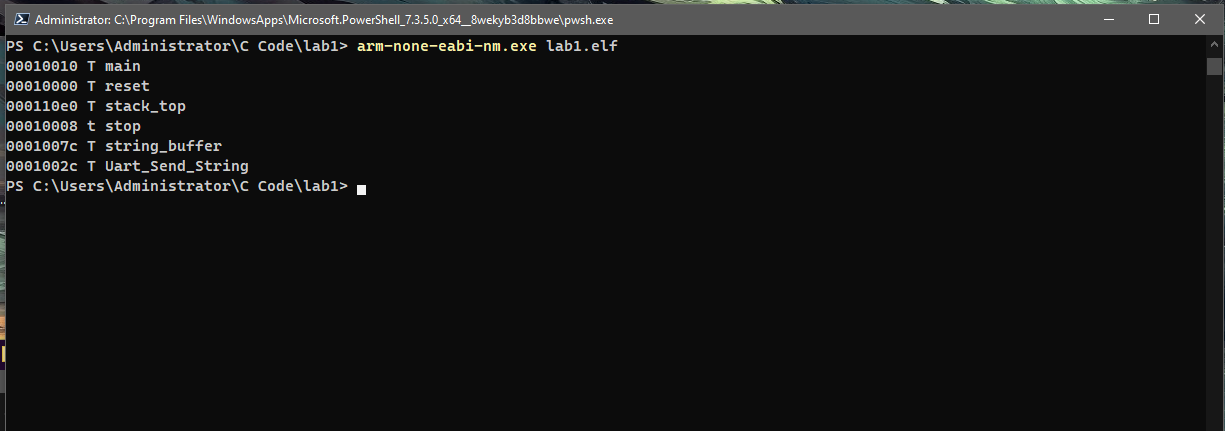 Administrator: C:\Program Files\WindowsApps\Microsoft.PowerShell_7.3.5.0_x64__8wekyb3d8bbwe\pwsh.exe
PS C:\Users\Administrator\C Code\lab1> arm-none-eabi-nm.exe lab1.elf
00010010 T main
00010000 T reset
000110e0 T stack_top
00010008 t stop
0001007c T string_buffer
0001002c T Uart_Send_String
PS C:\Users\Administrator\C Code\lab1>